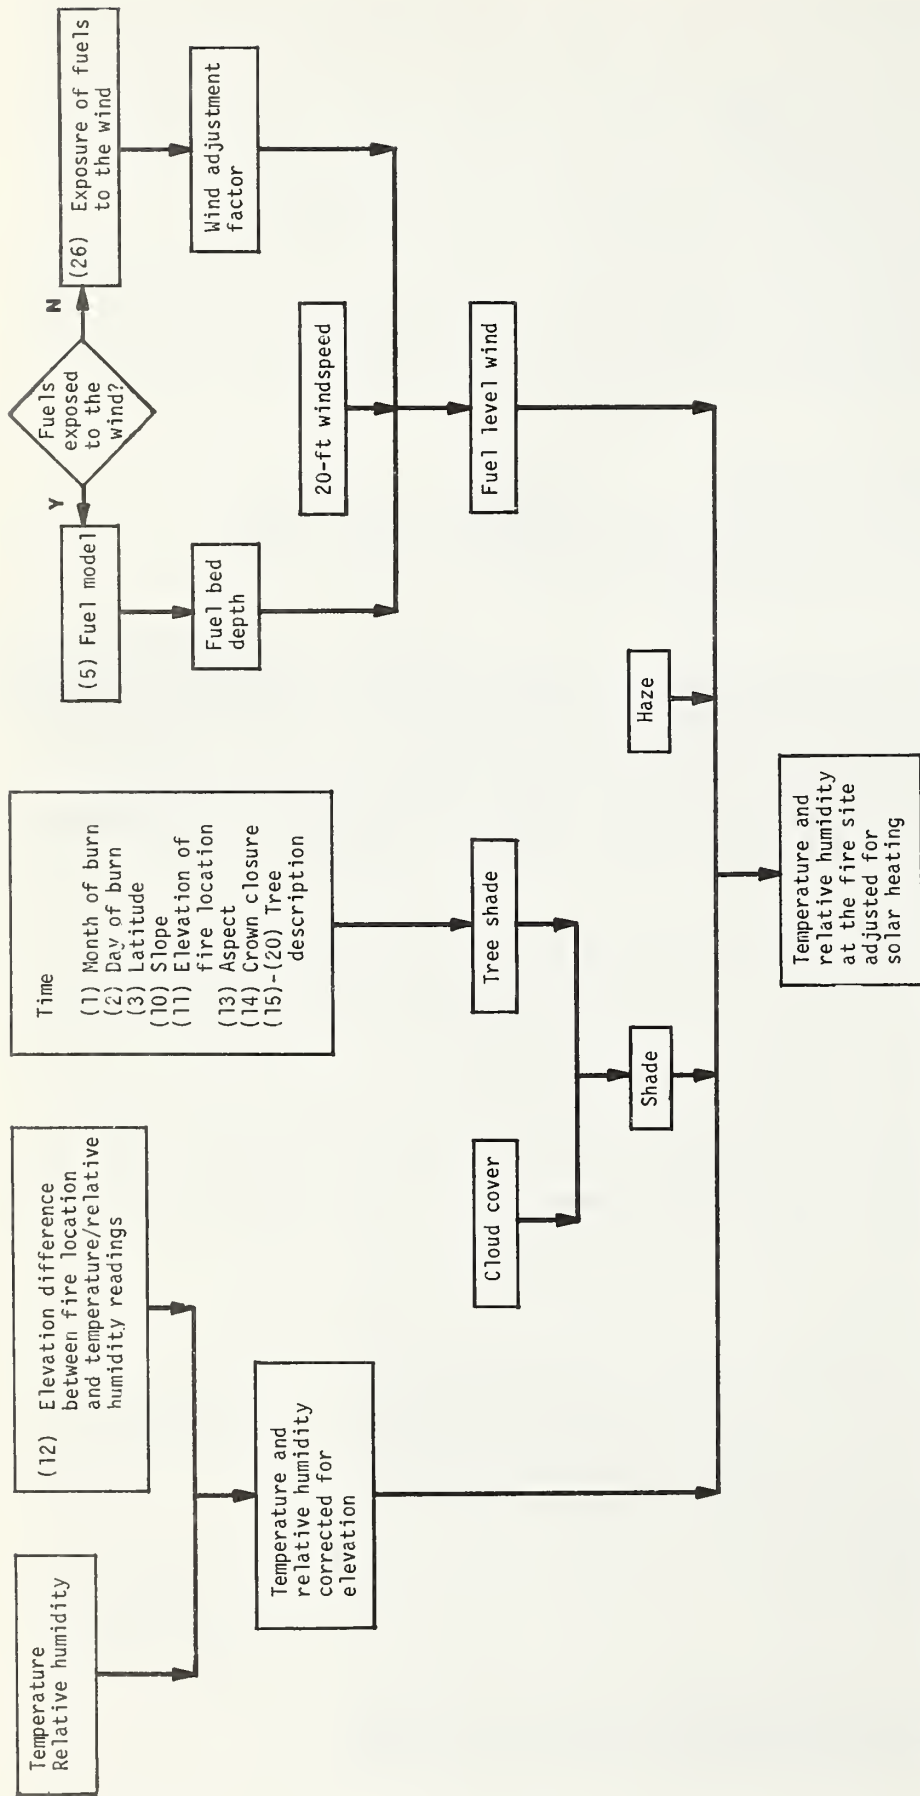 Temperature
Relative humidity
(12) Elevation difference
between fire location
and temperature/relative
humidity readings
Temperature and
relative humidity
corrected for
elevation
Time
(1) Month of burn
(2) Day of burn
(3) Latitude
(10) Slope
(11) Elevation of
fire location
(13) Aspect
(14) Crown closure
(15)-(20) Tree
description
Cloud cover
Tree shade
Shade
Fuels
exposed
to the
wind?
Y
N
(5) Fuel model
(26) Exposure of fuels
to the wind
Fuel bed
depth
Wind adjustment
factor
20-ft windspeed
Fuel level wind
Haze
Temperature and
relative humidity
at the fire site
adjusted for
solar heating